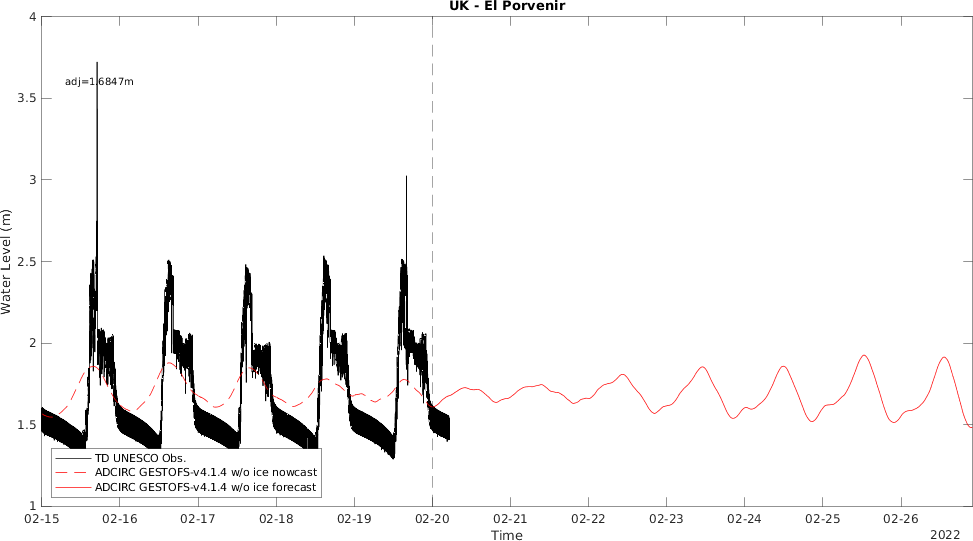 UK - El Porvenir
4
adj=1.6847m
3.5
3
2.5
2
1.5
1
Water Level (m)
TD UNESCO Obs.
ADCIRC GESTOFS-v4.1.4 w/o ice nowcast
ADCIRC GESTOFS-v4.1.4 w/o ice forecast
02-15 02-16 02-17 02-18 02-19 02-20 02-21 02-22 02-23 02-24 02-25 02-26
Time
2022